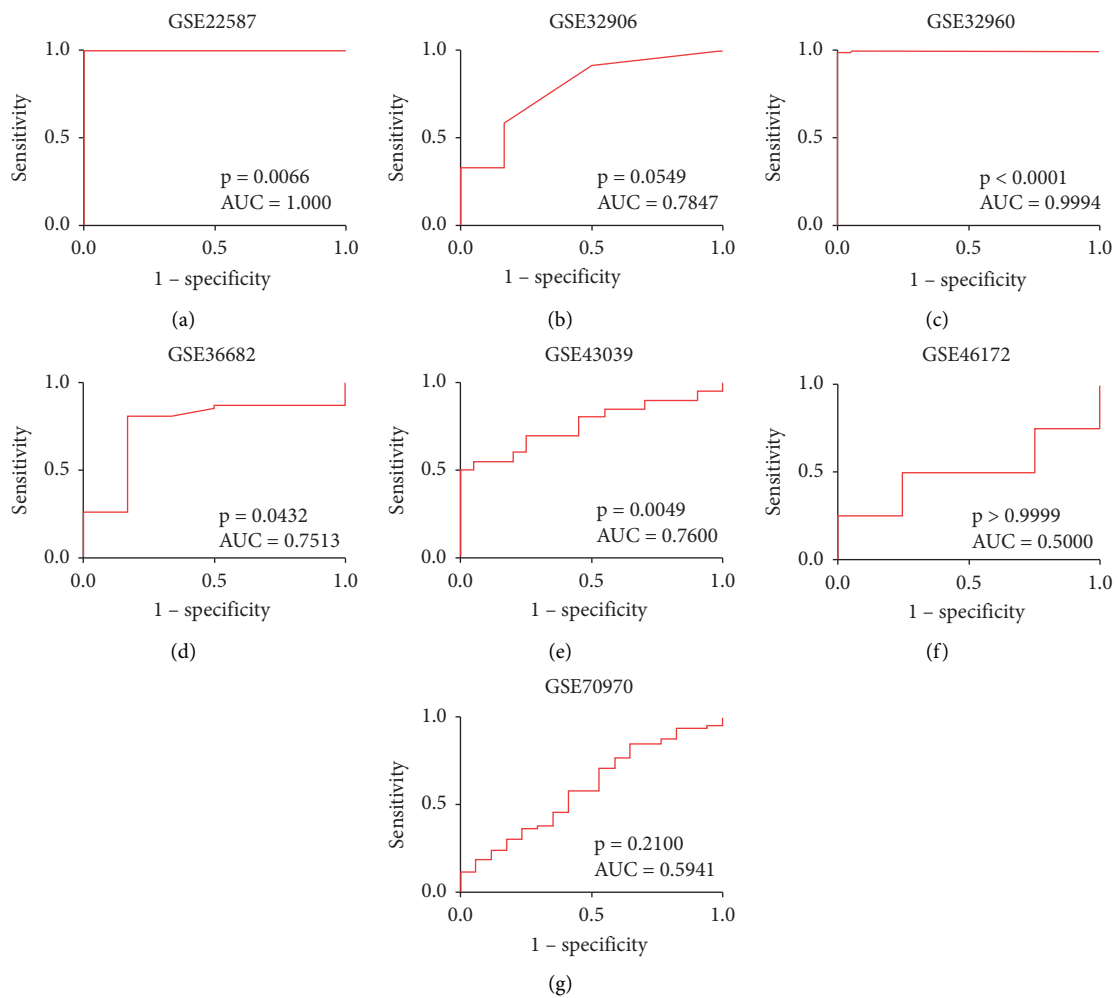 GSE22587
1.0
0.5
0.0
Sensitivity
p = 0.0066
AUC = 1.000
0.0 0.5 1.0
1 – specificity
(a)
GSE32906
1.0
0.5
0.0
Sensitivity
p = 0.0549
AUC = 0.7847
0.0 0.5 1.0
1 – specificity
(b)
GSE32960
1.0
0.5
0.0
Sensitivity
p < 0.0001
AUC = 0.9994
0.0 0.5 1.0
1 – specificity
(c)
GSE36682
1.0
0.5
0.0
Sensitivity
p = 0.0432
AUC = 0.7513
0.0 0.5 1.0
1 – specificity
(d)
GSE43039
1.0
0.5
0.0
Sensitivity
p = 0.0049
AUC = 0.7600
0.0 0.5 1.0
1 – specificity
(e)
GSE46172
1.0
0.5
0.0
Sensitivity
p > 0.9999
AUC = 0.5000
0.0 0.5 1.0
1 – specificity
(f)
GSE70970
1.0
0.5
0.0
Sensitivity
p = 0.2100
AUC = 0.5941
0.0 0.5 1.0
1 – specificity
(g)